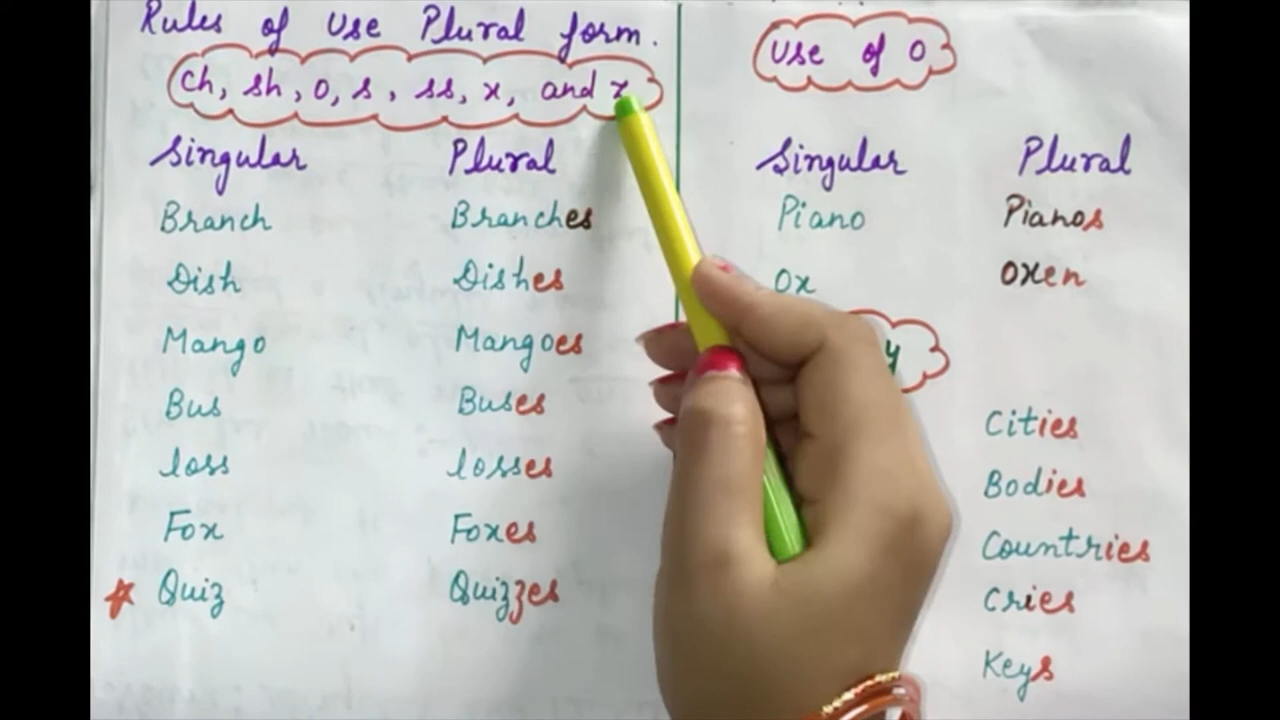 Rules of Use Plural form.
ch, sh, o, s, ss, x, and z
Singular Plural
Branch Branches
Dish Dishes
Mango Mangoes
Bus Buses
loss losses
Fox Foxes
Quiz Quizzes
Use of O
Singular Plural
Piano Pianos
Ox Oxen
y
Cities
Bodies
Countries
Cries
Keys